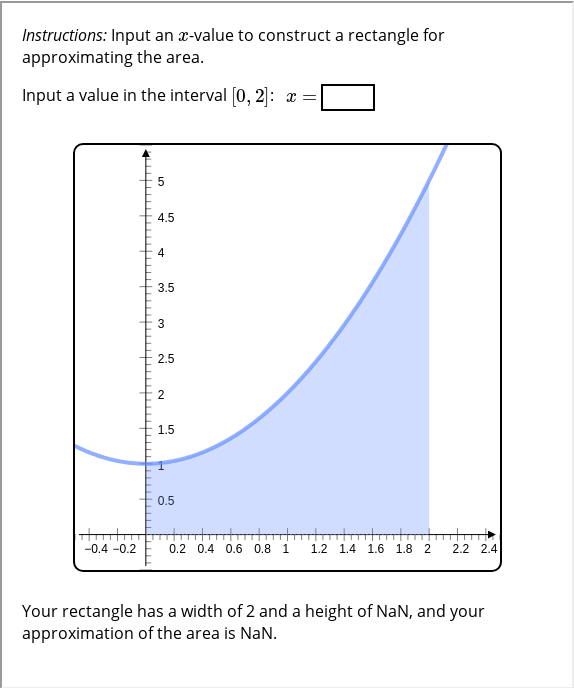 Instructions: Input an x-value to construct a rectangle for
approximating the area.
Input a value in the interval [0, 2]: x =
5
4.5
4
3.5
3
2.5
2
1.5
1
0.5
−0.4 −0.2 0.2 0.4 0.6 0.8 1 1.2 1.4 1.6 1.8 2 2.2 2.4
Your rectangle has a width of 2 and a height of NaN, and your
approximation of the area is NaN.